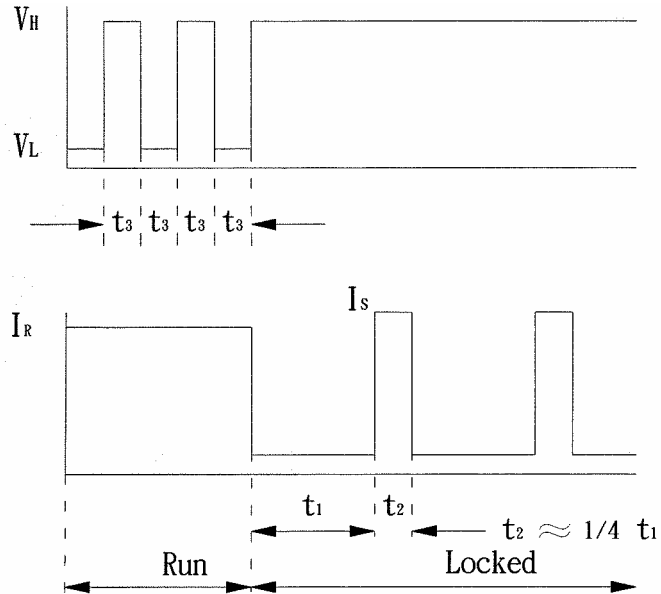 VH
VL
t3 t3 t3 t3
IS
IR
t1 t2
t2 ≈ 1/4 t1
Run Locked